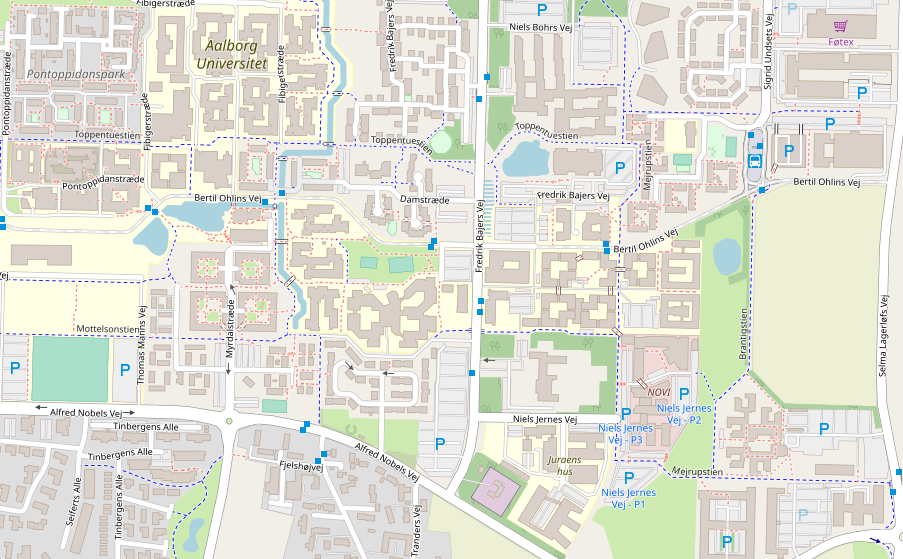 Fibigerstræde
Niels Bohrs Vej
P
P
Føtex
Aalborg
Universitet
Fibigerstræde
Fredrik Bajers Vej
Sigrid Undsets Vej
Pontoppidanspark
Pontoppidanstræde
Fibigerstræde
P
P
Toppentuestien
Toppentuestien
Toppentuestien
Mejrupstien
P
P
Pontoppidanstræde
Bertil Ohlins Vej
Bertil Ohlins Vej
Damstræde
Fredrik Bajers Vej
Fredrik Bajers Vej
Bertil Ohlins Vej
Vej
Mottelsonstien
Thomas Manns Vej
Myrdalstræde
Brantigstien
Selma Lagerløfs Vej
P
P
NOVI
P
Niels Jernes
Vej - P2
P
Niels Jernes
Vej - P3
Alfred Nobels Vej
Niels Jernes Vej
Tinbergens Alle
P
P
Tinbergens Alle
Fjelshøjvej
Alfred Nobels Vej
Juraens
hus
Mejrupstien
P
Niels Jernes
Vej - P1
Seiferts Alle
Tinbergens Alle
Tranders Vej
P
P